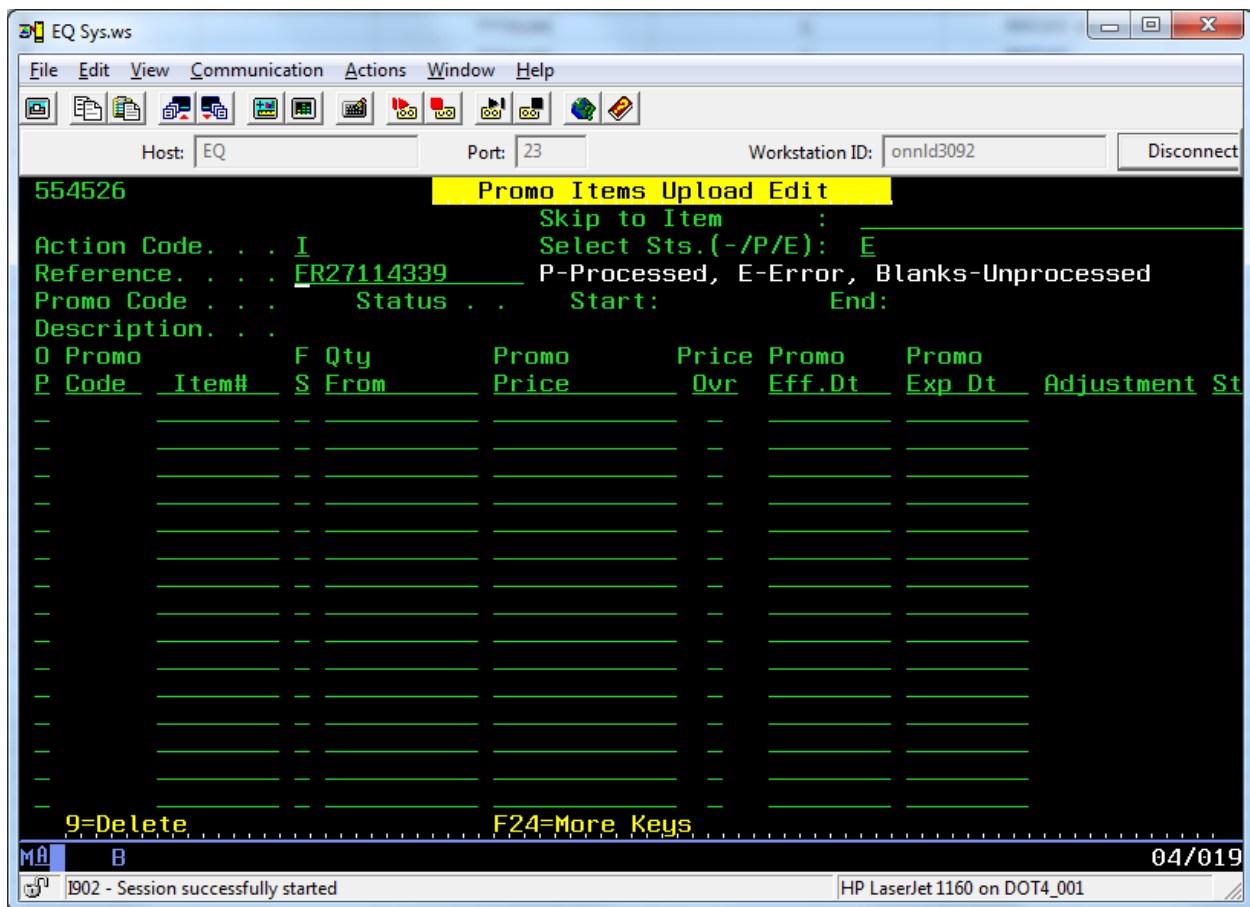 EQ Sys.ws
File Edit View Communication Actions Window Help
Host: EQ Port: 23 Workstation ID: onnld3092 Disconnect
554526 Promo Items Upload Edit
Skip to Item :
Action Code. . . I Select Sts.(-/P/E): E
Reference. . . . FR27114339 P-Processed, E-Error, Blanks-Unprocessed
Promo Code . . . Status . . Start: End:
Description. . .
O Promo F Qty Promo Price Promo Promo
P Code Item# S From Price Ovr Eff.Dt Exp Dt Adjustment St
9=Delete F24=More Keys
MA B 04/019
I902 - Session successfully started HP LaserJet 1160 on DOT4_001